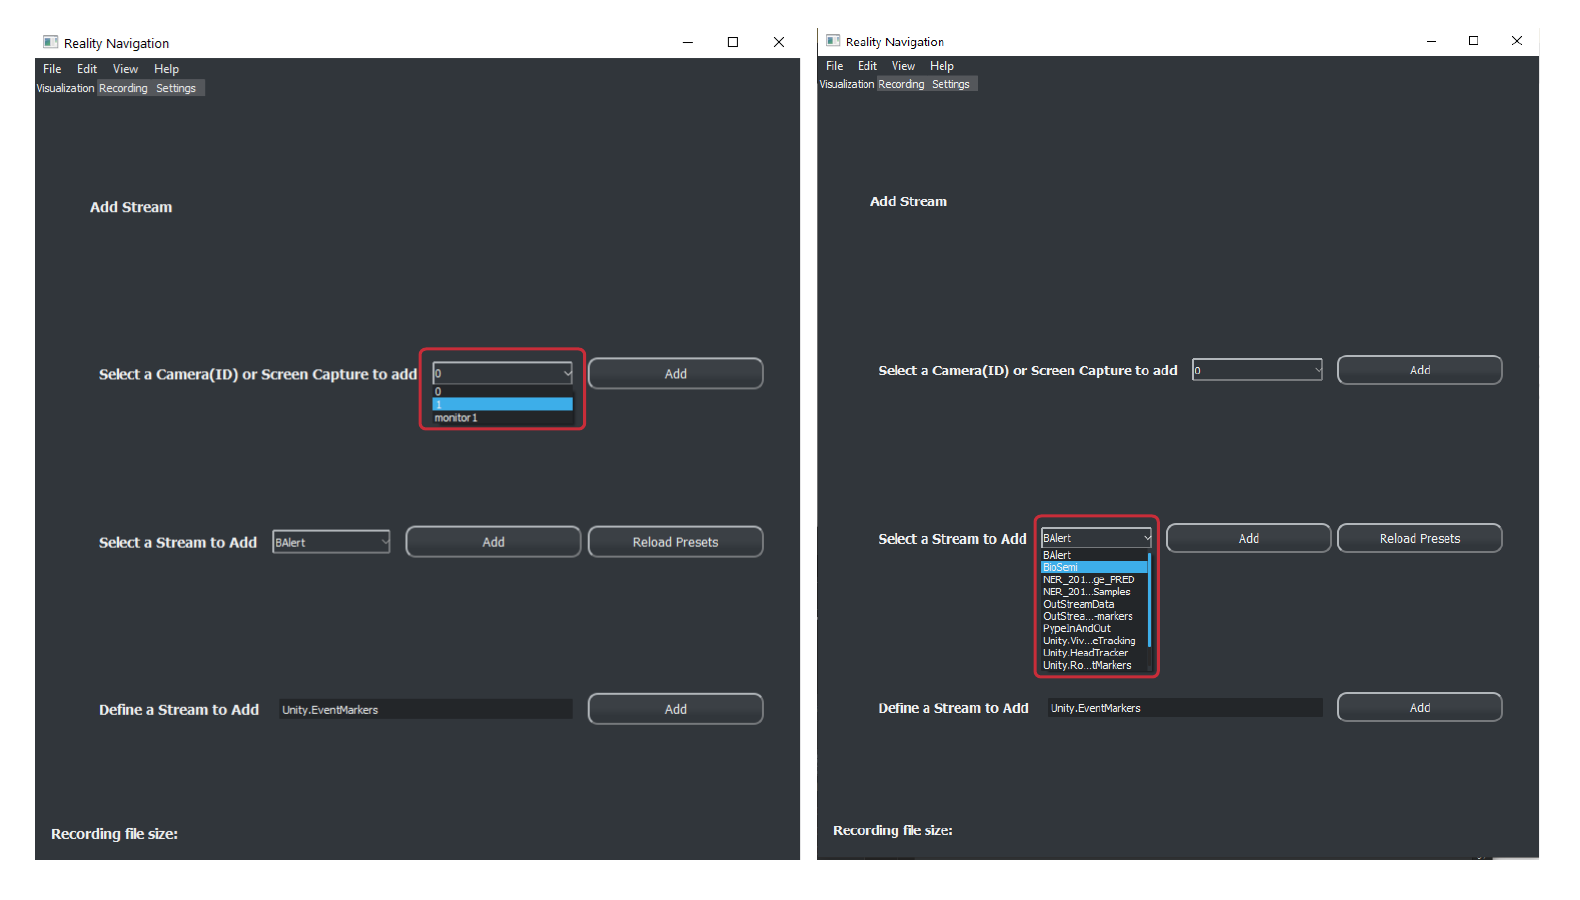 Reality Navigation
File Edit View Help
Visualization Recording Settings
Add Stream
Select a Camera(ID) or Screen Capture to add 0 Add
0
1
monitor1
Select a Stream to Add BAlert Add Reload Presets
Define a Stream to Add Unity.EventMarkers Add
Recording file size:
Reality Navigation
File Edit View Help
Visualization Recording Settings
Add Stream
Select a Camera(ID) or Screen Capture to add 0 Add
Select a Stream to Add BAlert Add Reload Presets
BAlert
BioSemi
NER_201...ge_PRED
NER_201...Samples
OutStreamData
OutStrea...-markers
PypeInAndOut
Unity.Viv...eTracking
Unity.HeadTracker
Unity.Ro...tMarkers
Define a Stream to Add Unity.EventMarkers Add
Recording file size: